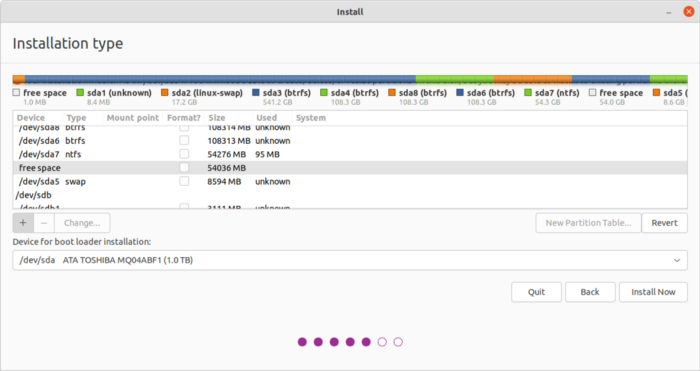 Install
Installation type
free space sda1 (unknown) sda2 (linux-swap) sda3 (btrfs) sda4 (btrfs) sda8 (btrfs) sda6 (btrfs) sda7 (ntfs) free space sda5 (
1.0 MB 8.4 MB 17.2 GB 541.2 GB 108.3 GB 108.3 GB 108.3 GB 54.3 GB 54.0 GB 8.6 GB
Device Type Mount point Format? Size Used System
/dev/sda8 btrfs 108314 MB unknown
/dev/sda6 btrfs 108313 MB unknown
/dev/sda7 ntfs 54276 MB 95 MB
free space 54036 MB
/dev/sda5 swap 8594 MB unknown
/dev/sdb
/dev/sdb1 3111 MB unknown
+ − Change... New Partition Table... Revert
Device for boot loader installation:
/dev/sda ATA TOSHIBA MQ04ABF1 (1.0 TB)
Quit Back Install Now